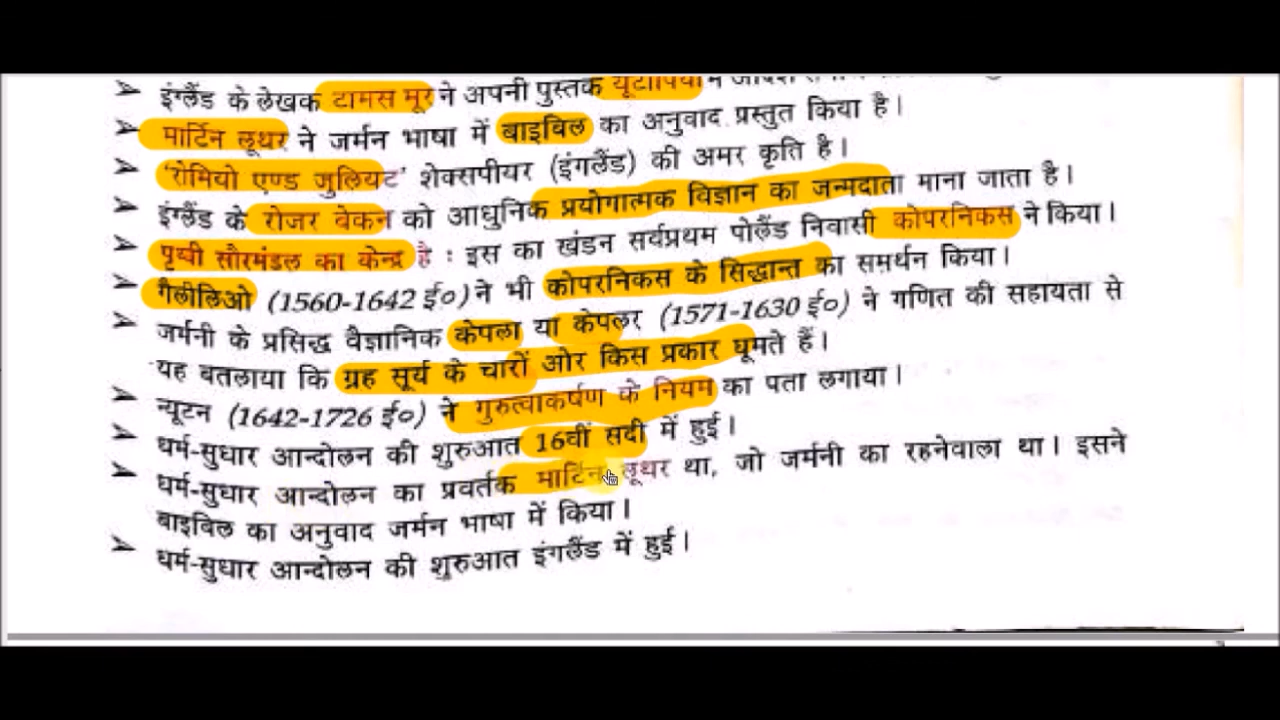 ➤ इंग्लैंड के लेखक टामस मूर ने अपनी पुस्तक यूटोपिया में
➤ मार्टिन लूथर ने जर्मन भाषा में बाइबिल का अनुवाद प्रस्तुत किया है।
➤ 'रोमियो एण्ड जुलियट' शेक्सपीयर (इंगलैंड) की अमर कृति है।
➤ इंग्लैंड के रोजर बेकन को आधुनिक प्रयोगात्मक विज्ञान का जन्मदाता माना जाता है।
➤ पृथ्वी सौरमंडल का केन्द्र है : इस का खंडन सर्वप्रथम पोलैंड निवासी कोपरनिकस ने किया।
➤ गैलीलिओ (1560-1642 ई०) ने भी कोपरनिकस के सिद्धान्त का समर्थन किया।
➤ जर्मनी के प्रसिद्ध वैज्ञानिक केपला या केपलर (1571-1630 ई०) ने गणित की सहायता से
यह बतलाया कि ग्रह सूर्य के चारों ओर किस प्रकार घूमते हैं।
➤ न्यूटन (1642-1726 ई०) ने गुरुत्वाकर्षण के नियम का पता लगाया।
➤ धर्म-सुधार आन्दोलन की शुरुआत 16वीं सदी में हुई।
➤ धर्म-सुधार आन्दोलन का प्रवर्तक मार्टिन लूथर था, जो जर्मनी का रहनेवाला था। इसने
बाइबिल का अनुवाद जर्मन भाषा में किया।
➤ धर्म-सुधार आन्दोलन की शुरुआत इंगलैंड में हुई।